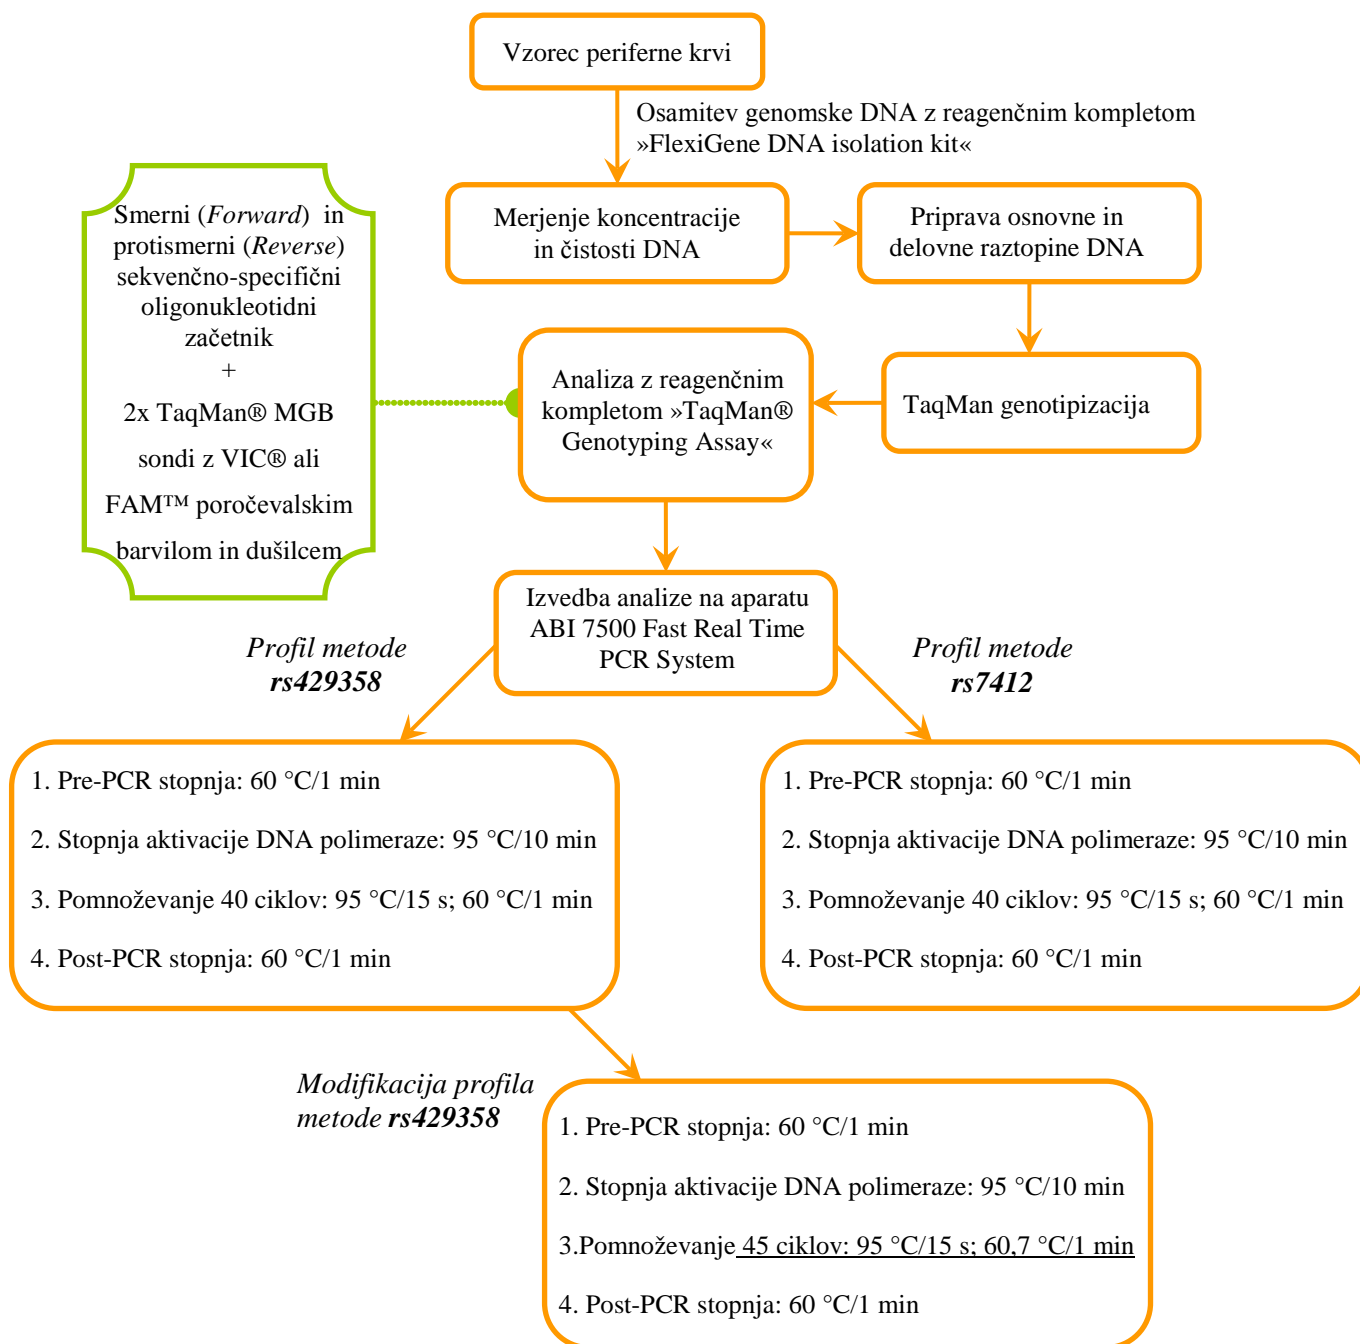 Vzorec periferne krvi
Osamitev genomske DNA z reagenčnim kompletom
»FlexiGene DNA isolation kit«
Merjenje koncentracije
in čistosti DNA
Priprava osnovne in
delovne raztopine DNA
Smerni (Forward)  in
protismerni (Reverse)
sekvenčno-specifični
oligonukleotidni
začetnik
+
2x TaqMan® MGB
sondi z VIC® ali
FAM™ poročevalskim
barvilom in dušilcem
Analiza z reagenčnim
kompletom »TaqMan®
Genotyping Assay«
TaqMan genotipizacija
Izvedba analize na aparatu
ABI 7500 Fast Real Time
PCR System
Profil metode
rs429358
Profil metode
rs7412
1. Pre-PCR stopnja: 60 °C/1 min
2. Stopnja aktivacije DNA polimeraze: 95 °C/10 min
3. Pomnoževanje 40 ciklov: 95 °C/15 s; 60 °C/1 min
4. Post-PCR stopnja: 60 °C/1 min
1. Pre-PCR stopnja: 60 °C/1 min
2. Stopnja aktivacije DNA polimeraze: 95 °C/10 min
3. Pomnoževanje 40 ciklov: 95 °C/15 s; 60 °C/1 min
4. Post-PCR stopnja: 60 °C/1 min
Modifikacija profila
metode rs429358
1. Pre-PCR stopnja: 60 °C/1 min
2. Stopnja aktivacije DNA polimeraze: 95 °C/10 min
3.Pomnoževanje 45 ciklov: 95 °C/15 s; 60,7 °C/1 min
4. Post-PCR stopnja: 60 °C/1 min